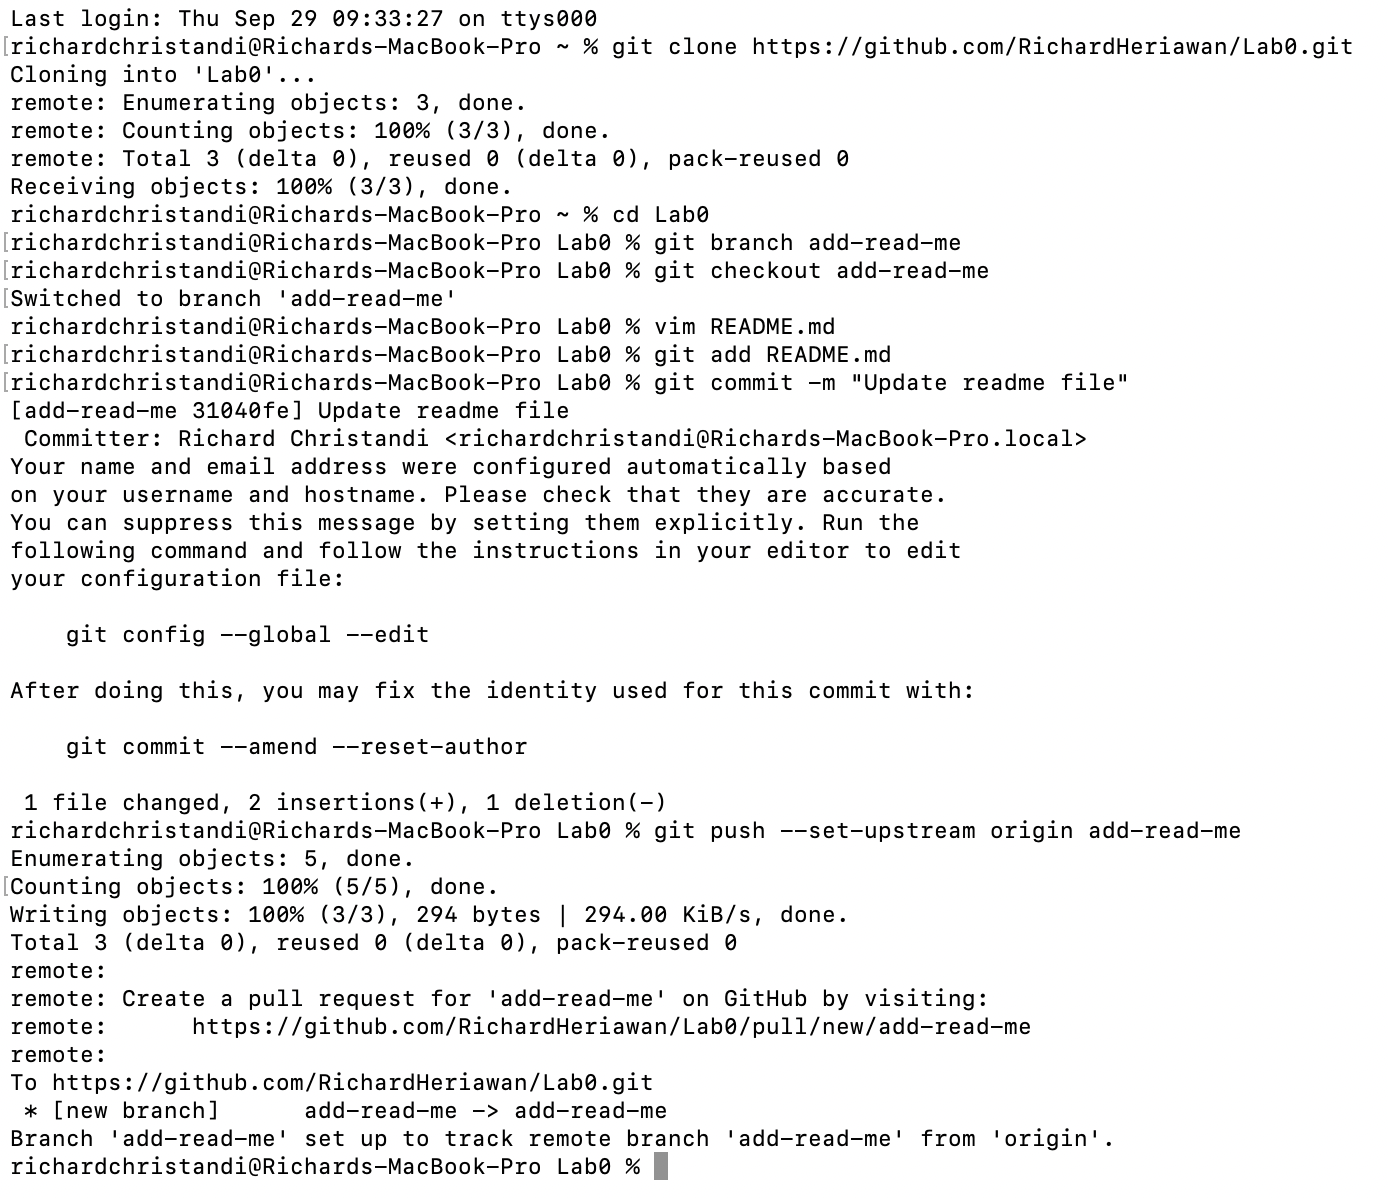 Last login: Thu Sep 29 09:33:27 on ttys000
[richardchristandi@Richards-MacBook-Pro ~ % git clone https://github.com/RichardHeriawan/Lab0.git
Cloning into 'Lab0'...
remote: Enumerating objects: 3, done.
remote: Counting objects: 100% (3/3), done.
remote: Total 3 (delta 0), reused 0 (delta 0), pack-reused 0
Receiving objects: 100% (3/3), done.
richardchristandi@Richards-MacBook-Pro ~ % cd Lab0
[richardchristandi@Richards-MacBook-Pro Lab0 % git branch add-read-me
[richardchristandi@Richards-MacBook-Pro Lab0 % git checkout add-read-me
[Switched to branch 'add-read-me'
richardchristandi@Richards-MacBook-Pro Lab0 % vim README.md
[richardchristandi@Richards-MacBook-Pro Lab0 % git add README.md
[richardchristandi@Richards-MacBook-Pro Lab0 % git commit -m "Update readme file"
[add-read-me 31040fe] Update readme file
 Committer: Richard Christandi <richardchristandi@Richards-MacBook-Pro.local>
Your name and email address were configured automatically based
on your username and hostname. Please check that they are accurate.
You can suppress this message by setting them explicitly. Run the
following command and follow the instructions in your editor to edit
your configuration file:

    git config --global --edit

After doing this, you may fix the identity used for this commit with:

    git commit --amend --reset-author

 1 file changed, 2 insertions(+), 1 deletion(-)
richardchristandi@Richards-MacBook-Pro Lab0 % git push --set-upstream origin add-read-me
Enumerating objects: 5, done.
[Counting objects: 100% (5/5), done.
Writing objects: 100% (3/3), 294 bytes | 294.00 KiB/s, done.
Total 3 (delta 0), reused 0 (delta 0), pack-reused 0
remote:
remote: Create a pull request for 'add-read-me' on GitHub by visiting:
remote:      https://github.com/RichardHeriawan/Lab0/pull/new/add-read-me
remote:
To https://github.com/RichardHeriawan/Lab0.git
 * [new branch]      add-read-me -> add-read-me
Branch 'add-read-me' set up to track remote branch 'add-read-me' from 'origin'.
richardchristandi@Richards-MacBook-Pro Lab0 %